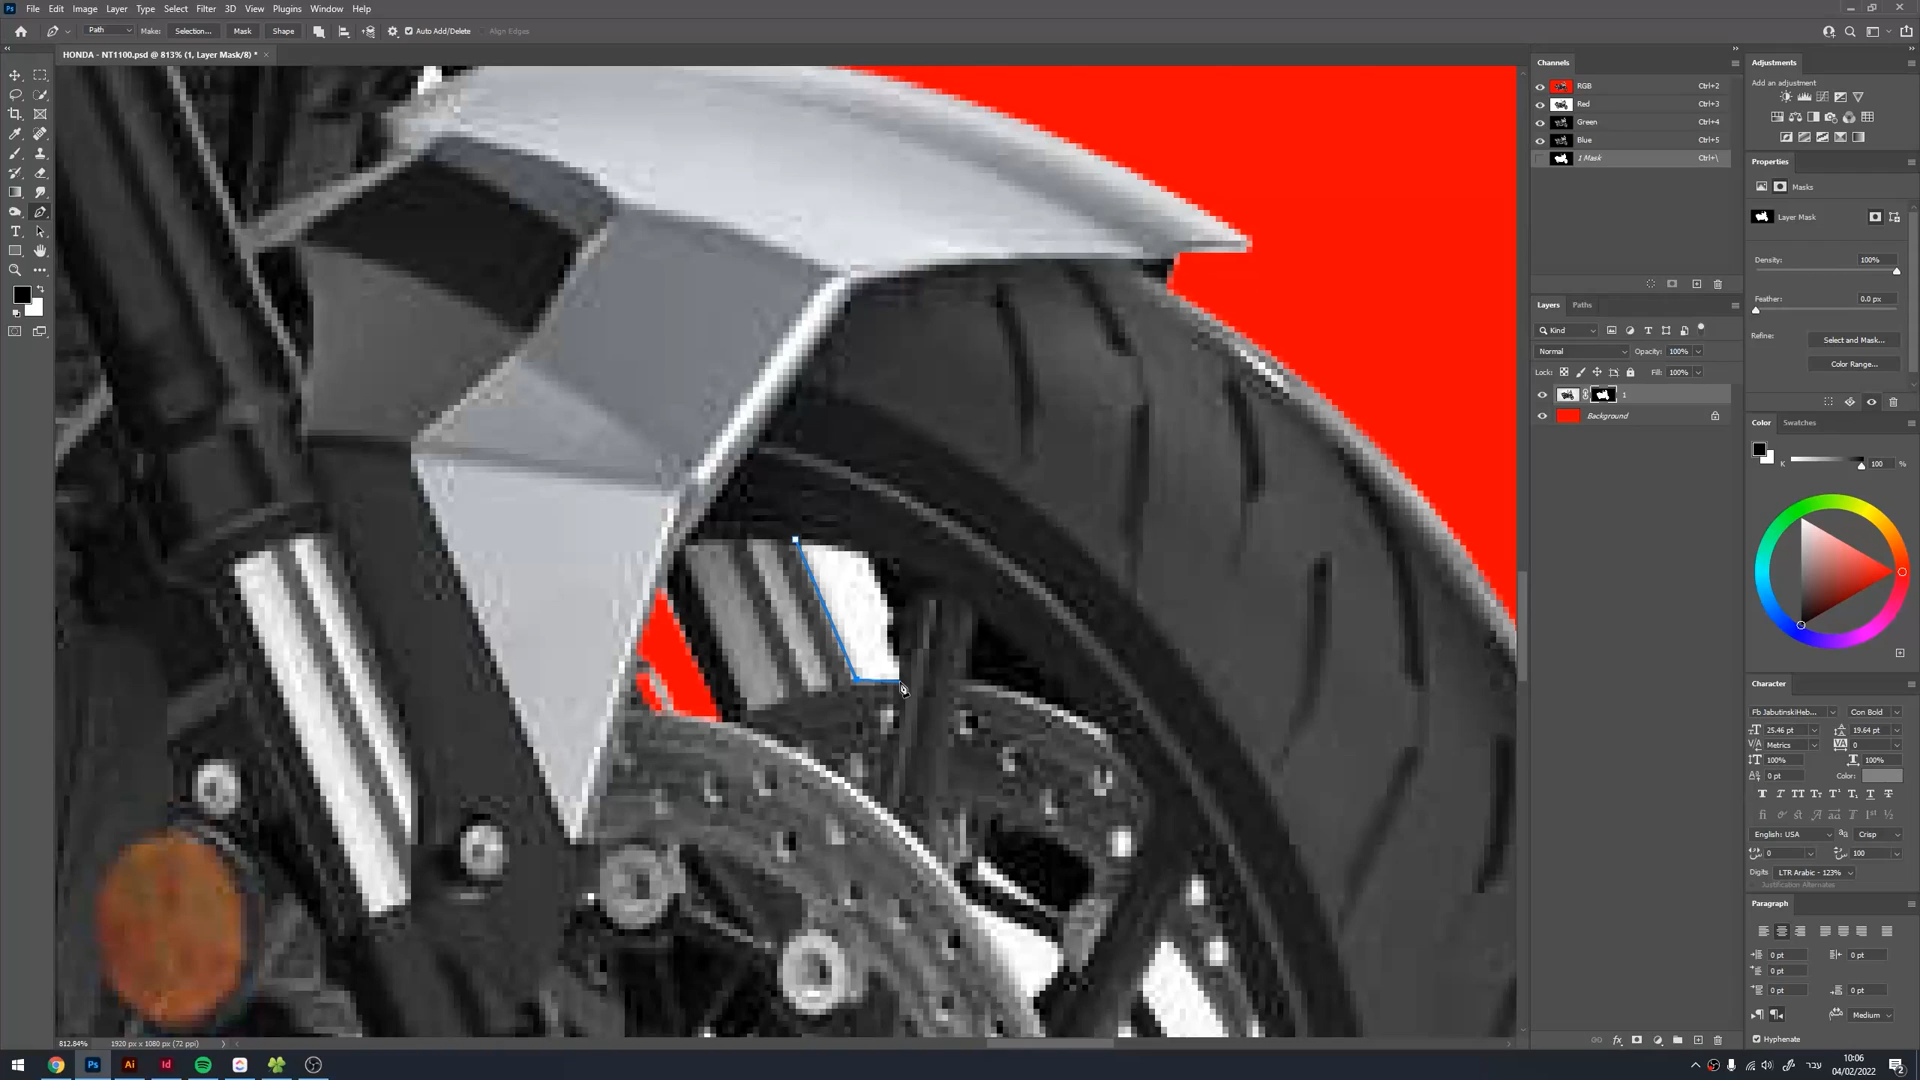 File Edit Image Layer Type Select Filter 3D View Plugins Window Help
Path Make: Selection... Mask Shape Auto Add/Delete Align Edges
HONDA - NT1100.psd @ 813% (1, Layer Mask/8) *
Channels
RGB Ctrl+2
Red Ctrl+3
Green Ctrl+4
Blue Ctrl+5
1 Mask Ctrl+\
Layers Paths
Kind
Normal Opacity: 100%
Lock: Fill: 100%
1
Background
Adjustments
Add an adjustment
Properties
Masks
Layer Mask
Density: 100%
Feather: 0.0 px
Refine: Select and Mask...
Color Range...
Color Swatches
K 100 %
Character
Fb JabutinskiHeb... Con Bold
25.46 pt 19.64 pt
Metrics 0
100% 100%
0 pt Color:
English: USA Crisp
0 100
Digits LTR Arabic - 123%
Justification Alternates
Paragraph
0 pt 0 pt
0 pt
0 pt 0 pt
Medium
Hyphenate
812.84% 1920 px x 1080 px (72 ppi)
Ps Ai Id
עבר
10:06
04/02/2022
2